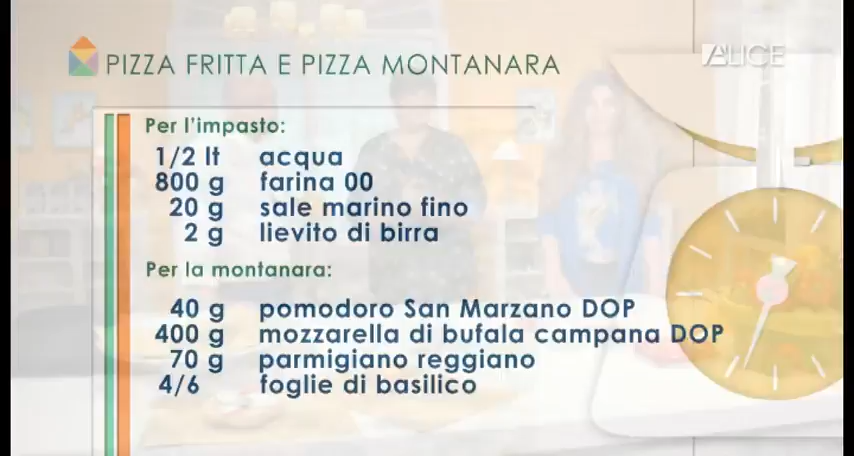 ALICE
PIZZA FRITTA E PIZZA MONTANARA
Per l'impasto:
1/2 lt acqua
800 g farina 00
20 g sale marino fino
2 g lievito di birra
Per la montanara:
40 g pomodoro San Marzano DOP
400 g mozzarella di bufala campana DOP
70 g parmigiano reggiano
4/6 foglie di basilico